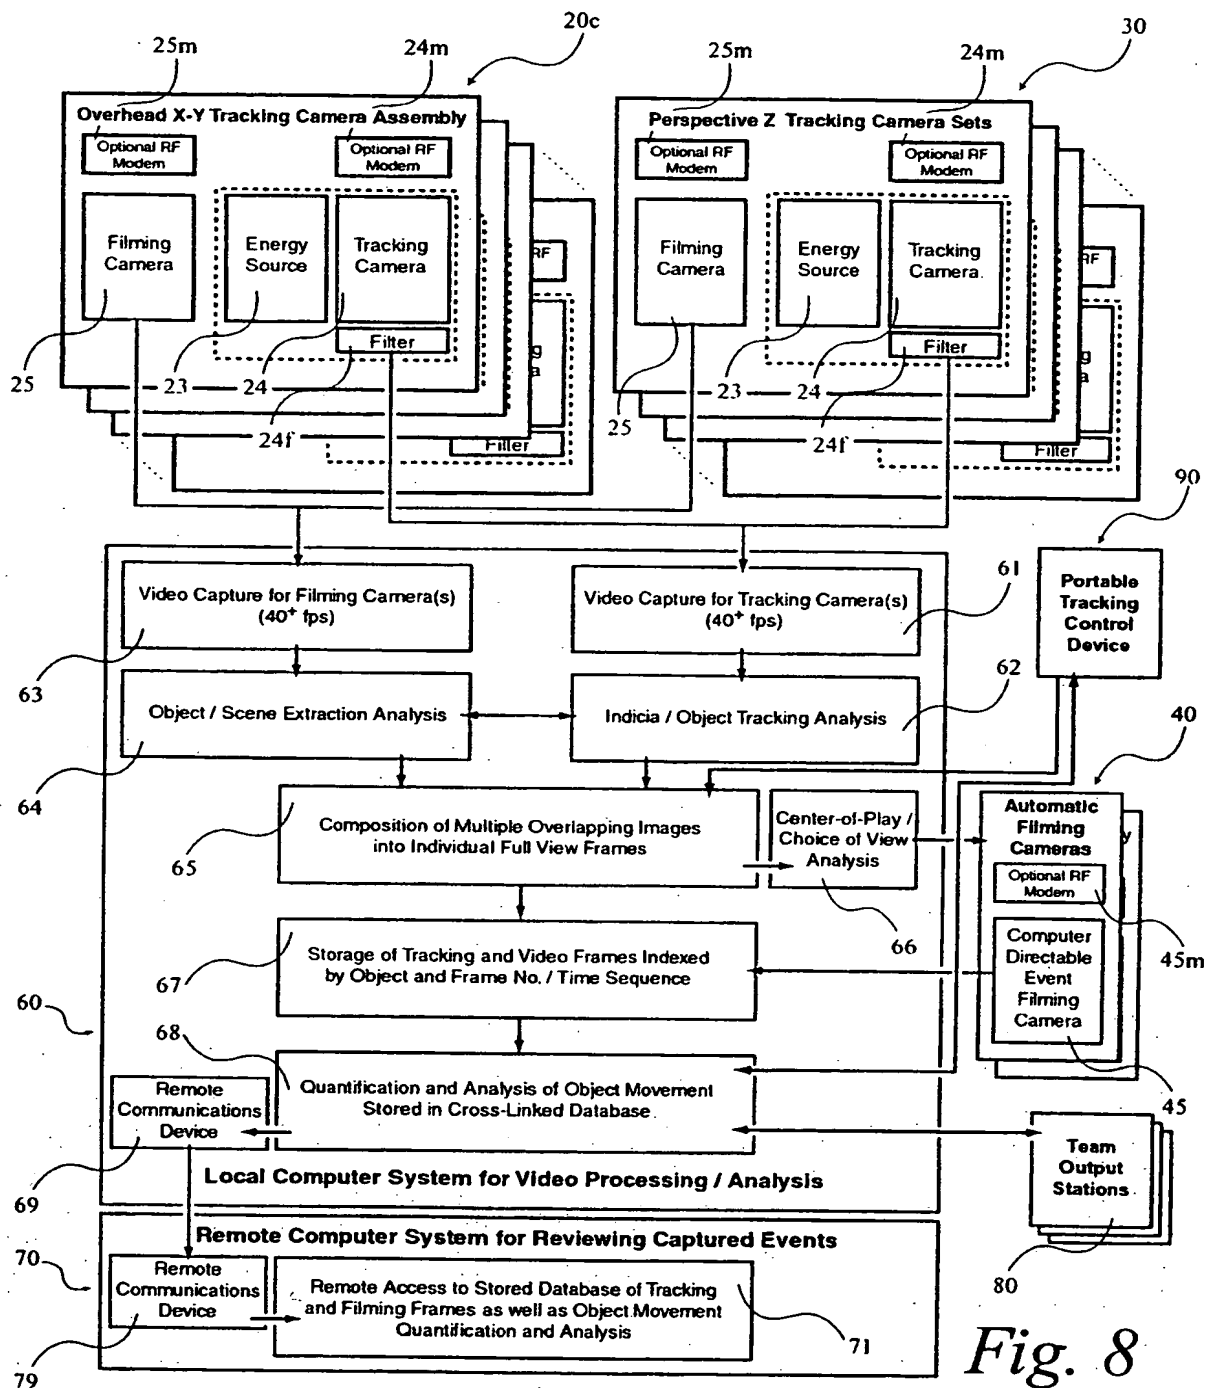 20c
25m
24m
25m
24m
30
Overhead X-Y Tracking Camera Assembly
Optional RF
Modem
Optional RF
Modem
Filming
Camera
Energy
Source
Tracking
Camera
Filter
RF
Filter
25
23
24
24f
Perspective Z Tracking Camera Sets
Optional RF
Modem
Optional RF
Modem
Filming
Camera
Energy
Source
Tracking
Camera
Filter
RF
Filter
25
23
24
24f
90
Portable
Tracking
Control
Device
Video Capture for Filming Camera(s)
(40+ fps)
63
Video Capture for Tracking Camera(s)
(40+ fps)
61
Object / Scene Extraction Analysis
64
Indicia / Object Tracking Analysis
62
40
Composition of Multiple Overlapping Images
into Individual Full View Frames
65
Center-of-Play /
Choice of View
Analysis
66
Automatic
Filming
Cameras
y
Optional RF
Modem
45m
Computer
Directable
Event
Filming
Camera
45
Storage of Tracking and Video Frames Indexed
by Object and Frame No. / Time Sequence
67
60
68
Quantification and Analysis of Object Movement
Stored in Cross-Linked Database
Remote
Communications
Device
69
Team
Output
Stations
80
Local Computer System for Video Processing / Analysis
Remote Computer System for Reviewing Captured Events
70
Remote
Communications
Device
79
Remote Access to Stored Database of Tracking
and Filming Frames as well as Object Movement
Quantification and Analysis
71
Fig. 8